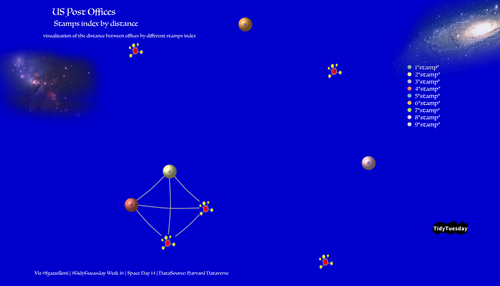 US Post Offices
Stamps index by distance
visualization of the distance between offices by different stamps index
1°stamp°
2°stamp°
3°stamp°
4°stamp°
5°stamp°
6°stamp°
7°stamp°
8°stamp°
9°stamp°
TidyTuesday
Viz @Sgazzelloni | #TidyTuesday Week 16 | Space Day 14 | DataSource: Harvard Dataverse